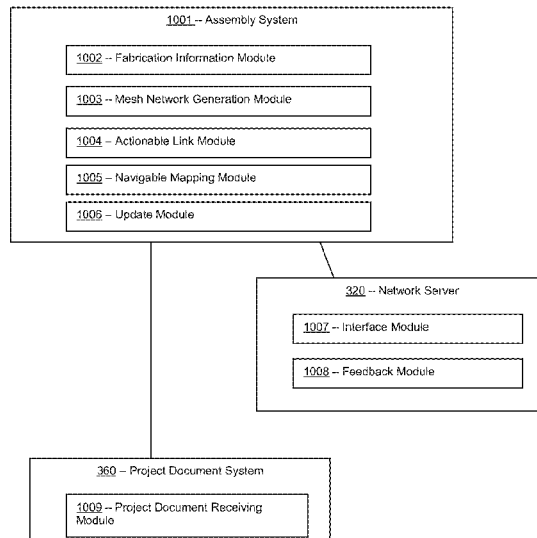 1001 – Assembly System
1002 – Fabrication Information Module
1003 – Mesh Network Generation Module
1004 – Actionable Link Module
1005 – Navigable Mapping Module
1006 – Update Module
320 – Network Server
1007 – Interface Module
1008 – Feedback Module
360 – Project Document System
1009 – Project Document Receiving
Module